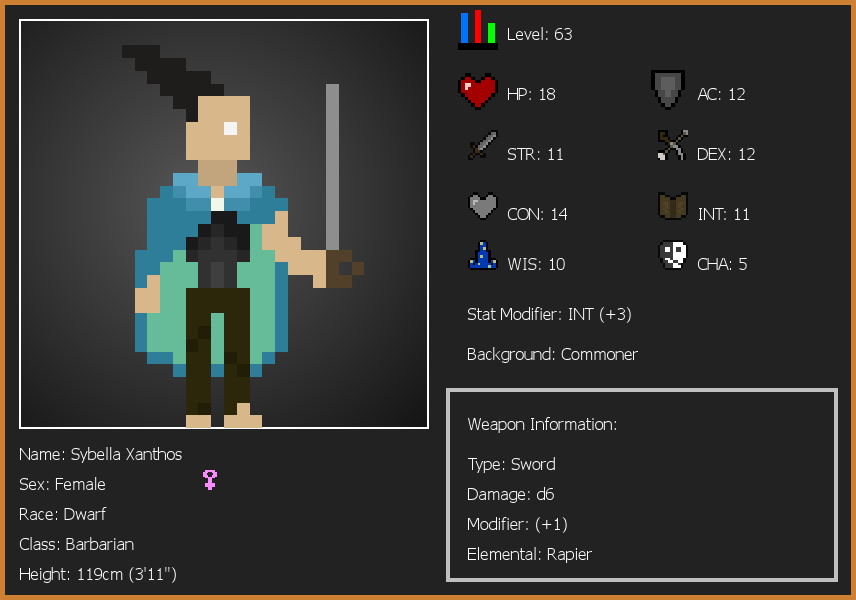 Level: 63
HP: 18
AC: 12
STR: 11
DEX: 12
CON: 14
INT: 11
WIS: 10
CHA: 5
Stat Modifier: INT (+3)
Background: Commoner
Weapon Information:
Type: Sword
Damage: d6
Modifier: (+1)
Elemental: Rapier
Name: Sybella Xanthos
Sex: Female
Race: Dwarf
Class: Barbarian
Height: 119cm (3'11")